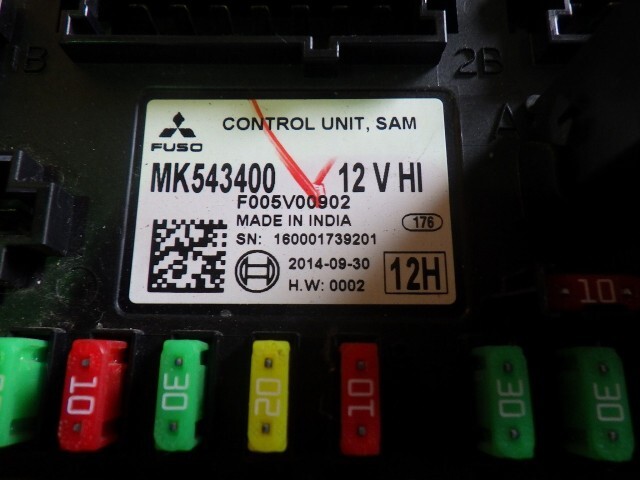 B
2B
A
CONTROL UNIT, SAM
FUSO
MK543400 12 V HI
F005V00902
MADE IN INDIA
176
SN: 160001739201
2014-09-30
H.W: 0002
12H
10
10
30
20
10
30
30